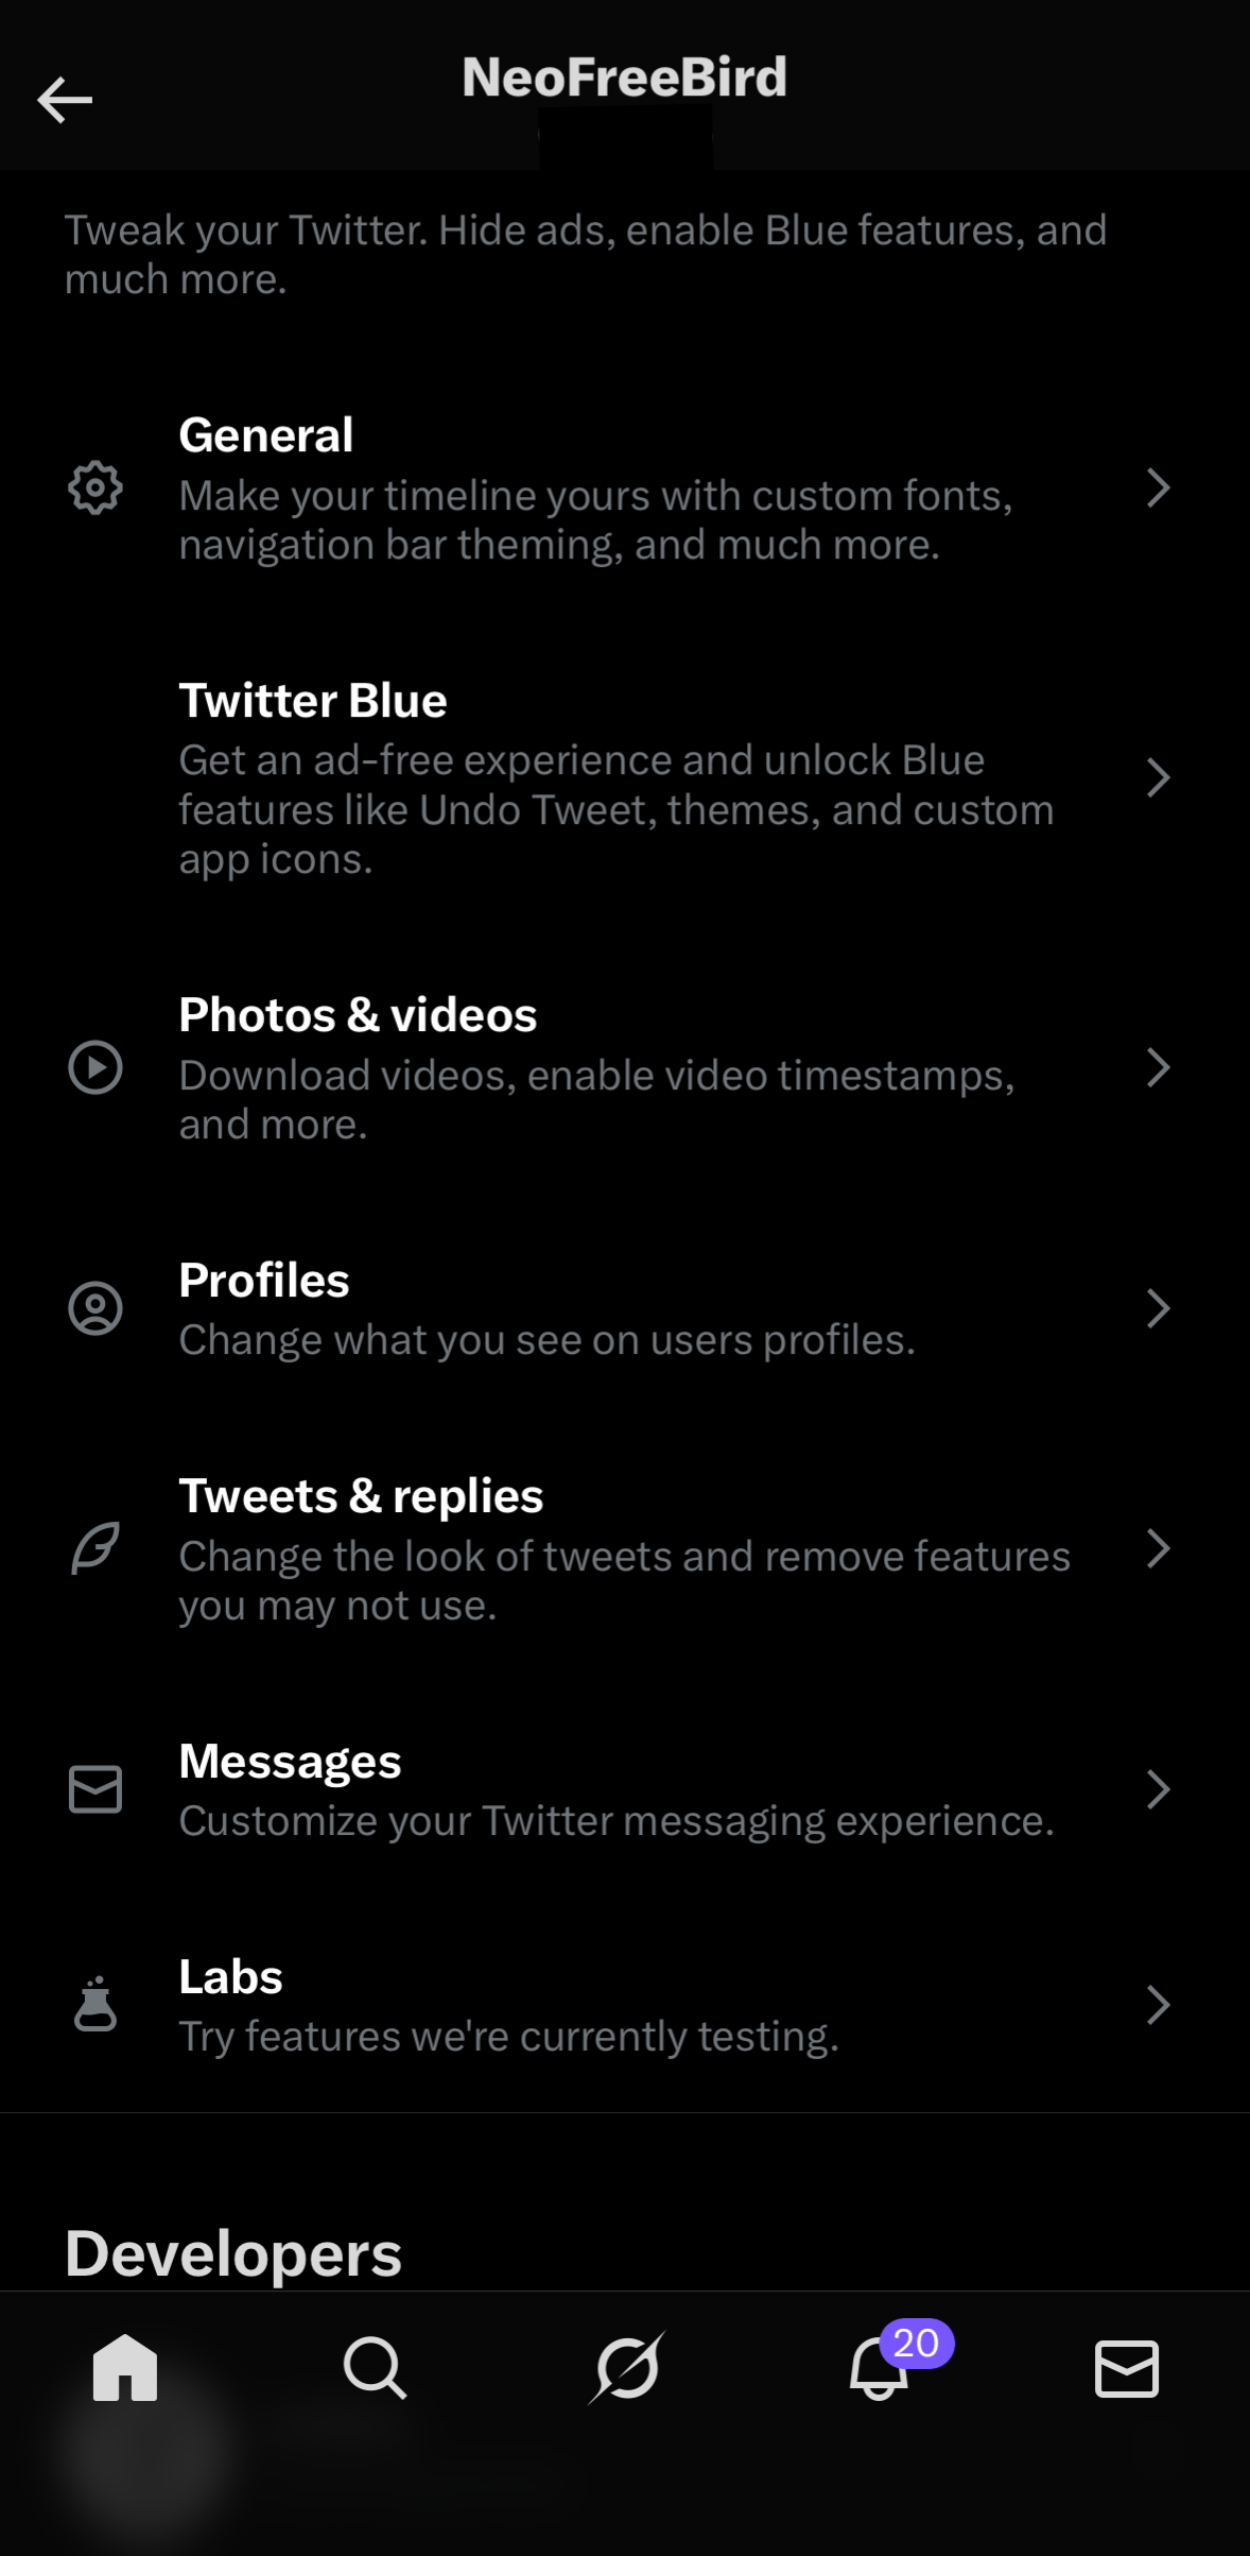 NeoFreeBird
Tweak your Twitter. Hide ads, enable Blue features, and
much more.
General
Make your timeline yours with custom fonts,
navigation bar theming, and much more.
Twitter Blue
Get an ad-free experience and unlock Blue
features like Undo Tweet, themes, and custom
app icons.
Photos & videos
Download videos, enable video timestamps,
and more.
Profiles
Change what you see on users profiles.
Tweets & replies
Change the look of tweets and remove features
you may not use.
Messages
Customize your Twitter messaging experience.
Labs
Try features we're currently testing.
Developers
20